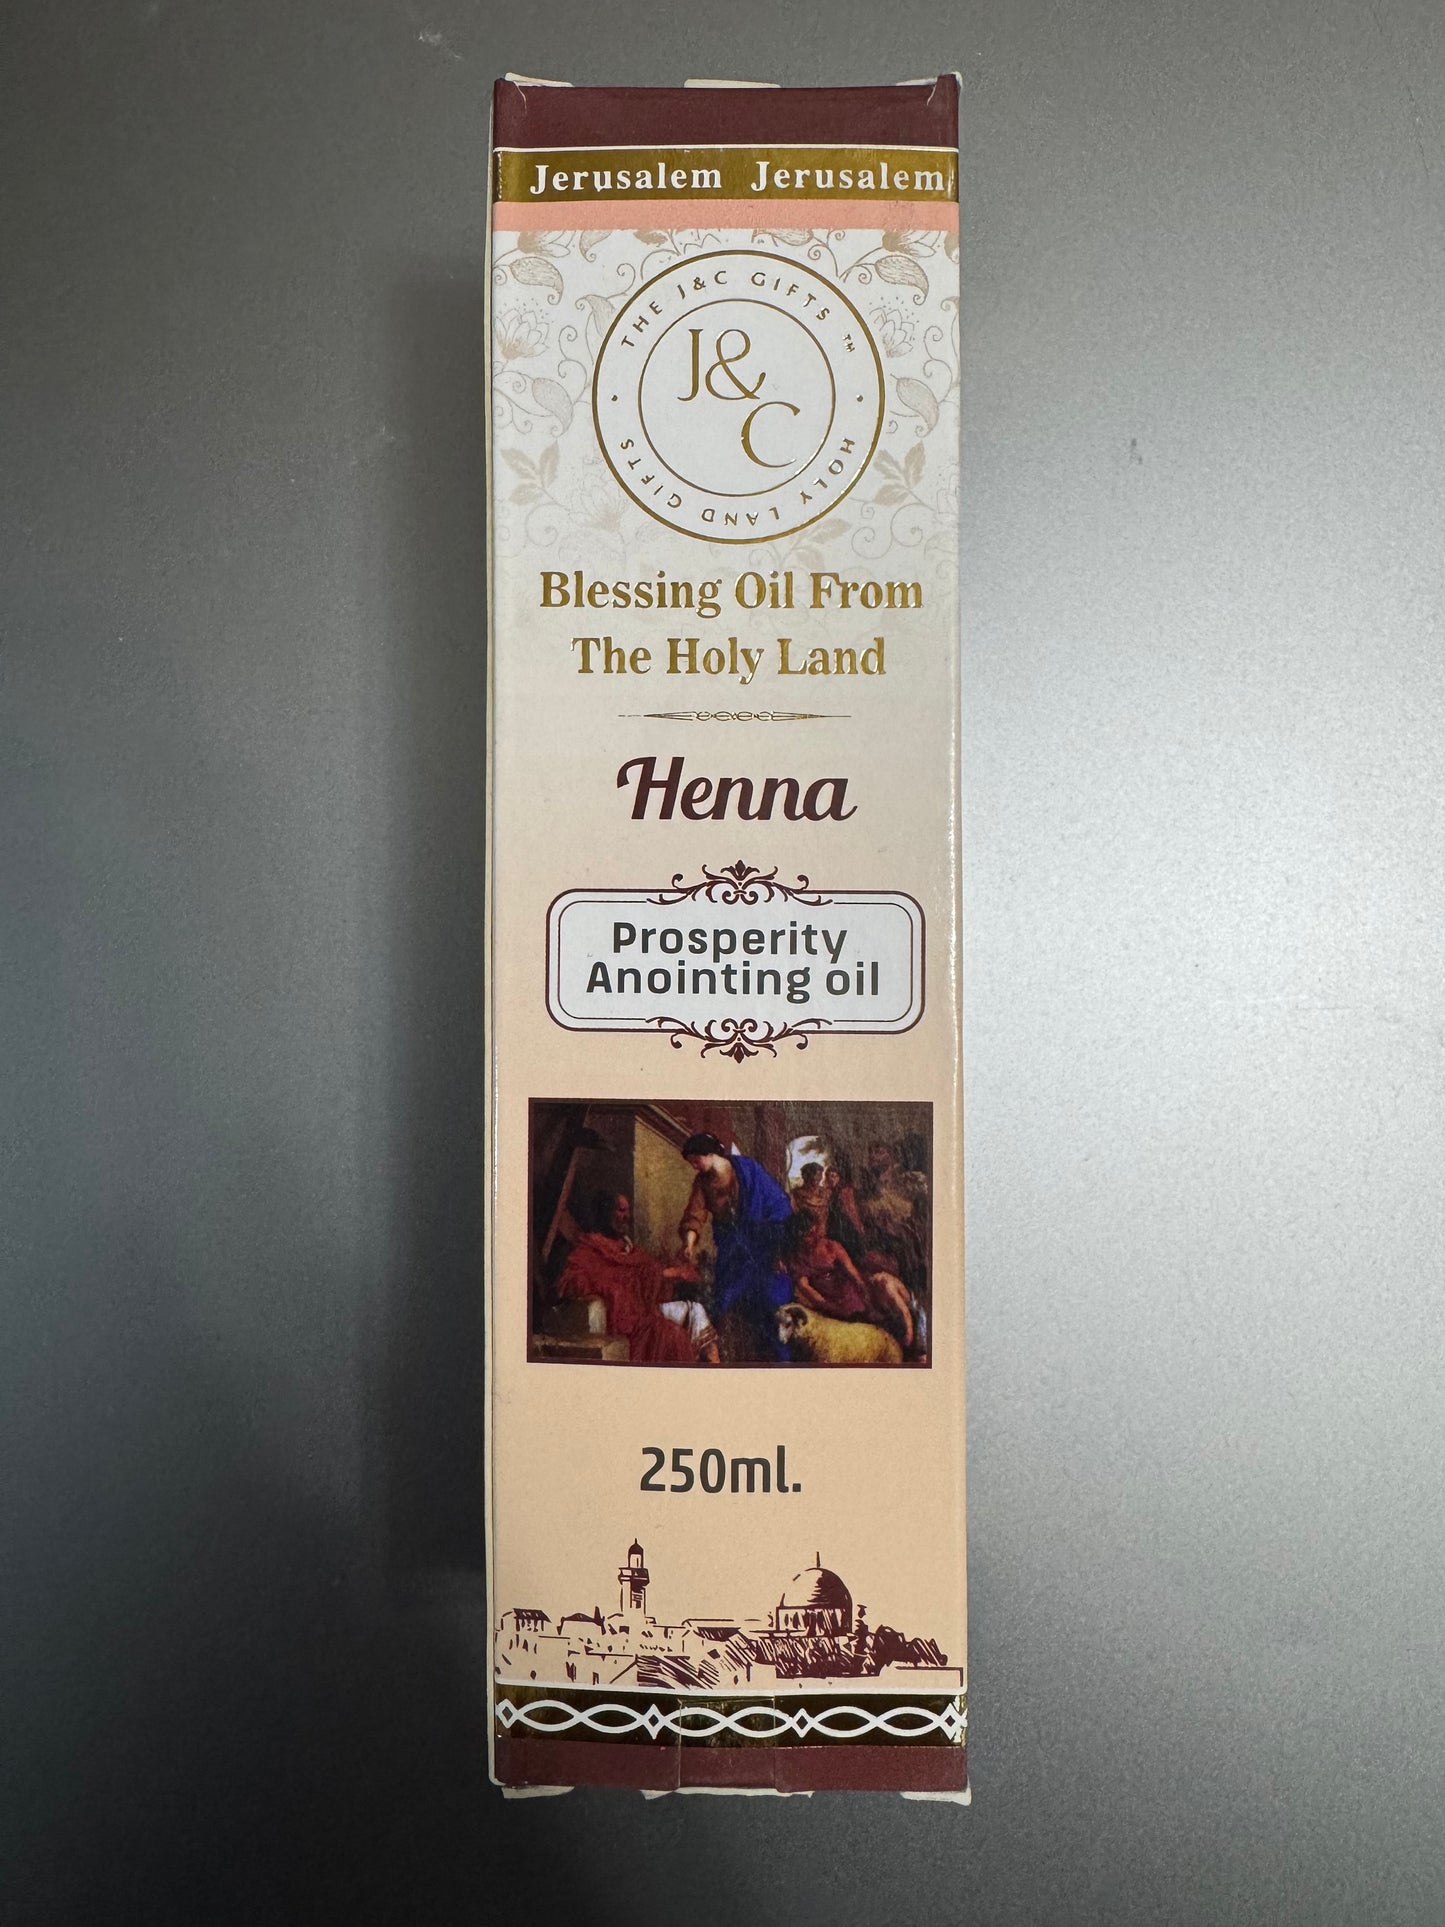 Jerusalem Jerusalem
THE J&C GIFTS ™
J&C
HOLY LAND GIFTS
Blessing Oil From
The Holy Land
Henna
Prosperity
Anointing oil
250ml.